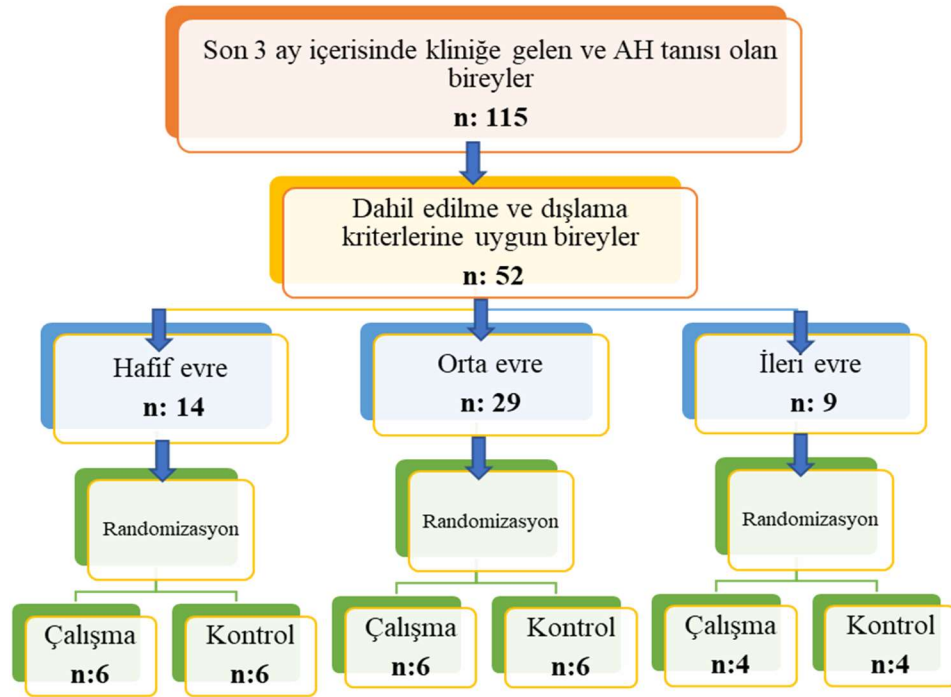 Son 3 ay içerisinde kliniğe gelen ve AH tanısı olan
bireyler
n: 115
Dahil edilme ve dışlama
kriterlerine uygun bireyler
n: 52
Hafif evre
n: 14
Orta evre
n: 29
İleri evre
n: 9
Randomizasyon
Randomizasyon
Randomizasyon
Çalışma
n:6
Kontrol
n:6
Çalışma
n:6
Kontrol
n:6
Çalışma
n:4
Kontrol
n:4